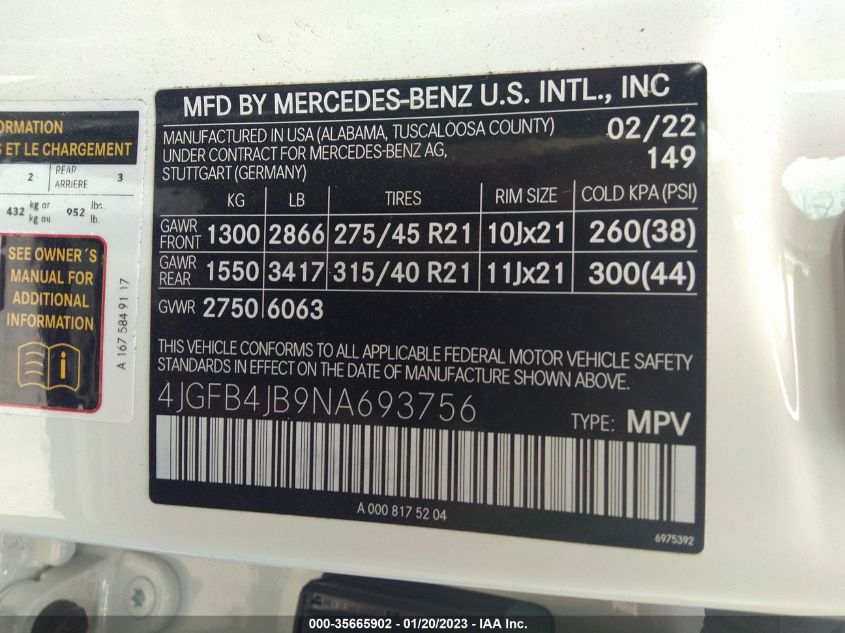 ORMATION
S ET LE CHARGEMENT
2 REAR ARRIERE 3
432 kg or kg ou 952 lbs. lb.
SEE OWNER´S
MANUAL FOR
ADDITIONAL
INFORMATION
A 167 584 91 17
MFD BY MERCEDES-BENZ U.S. INTL., INC
MANUFACTURED IN USA (ALABAMA, TUSCALOOSA COUNTY) 02/22
UNDER CONTRACT FOR MERCEDES-BENZ AG, 149
STUTTGART (GERMANY)
KG LB TIRES RIM SIZE COLD KPA (PSI)
GAWR FRONT 1300 2866 275/45 R21 10Jx21 260(38)
GAWR REAR 1550 3417 315/40 R21 11Jx21 300(44)
GVWR 2750 6063
THIS VEHICLE CONFORMS TO ALL APPLICABLE FEDERAL MOTOR VEHICLE SAFETY
STANDARDS IN EFFECT ON THE DATE OF MANUFACTURE SHOWN ABOVE.
4JGFB4JB9NA693756
TYPE: MPV
A 000 817 52 04
6975392
000-35665902 - 01/20/2023 - IAA Inc.